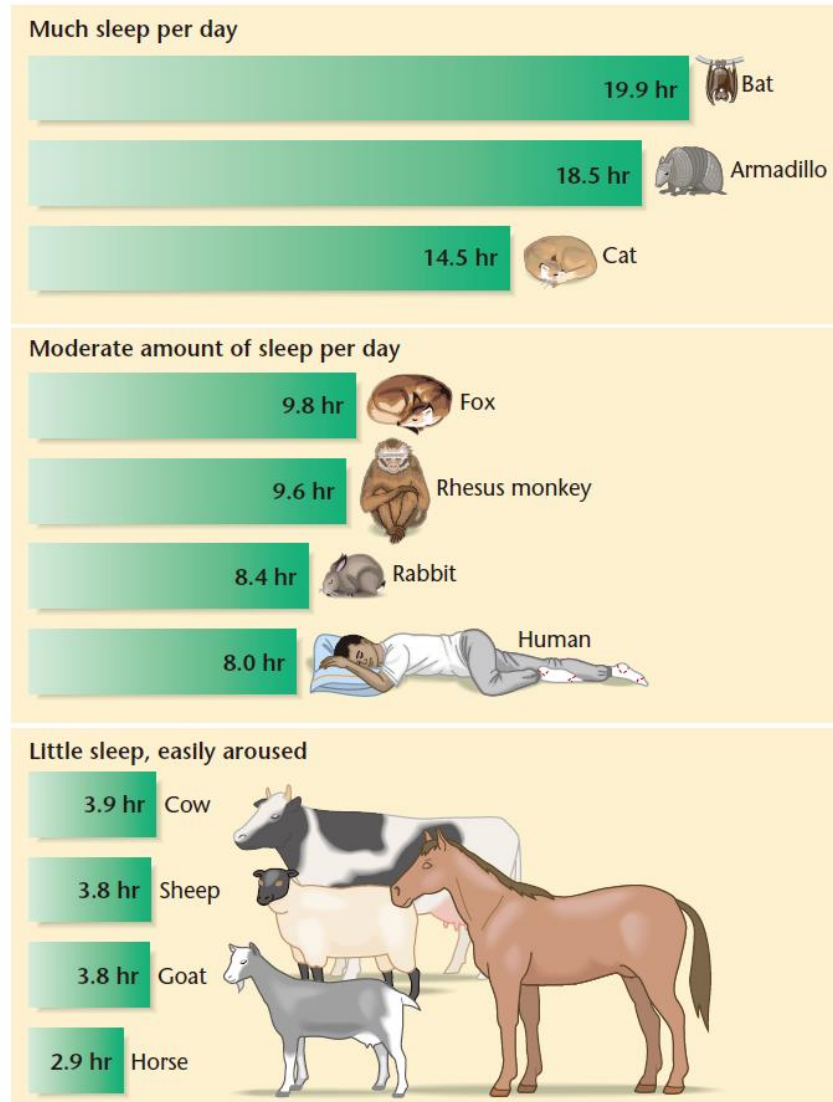 Much sleep per day
19.9 hr Bat
18.5 hr Armadillo
14.5 hr Cat
Moderate amount of sleep per day
9.8 hr Fox
9.6 hr Rhesus monkey
8.4 hr Rabbit
8.0 hr Human
Little sleep, easily aroused
3.9 hr Cow
3.8 hr Sheep
3.8 hr Goat
2.9 hr Horse